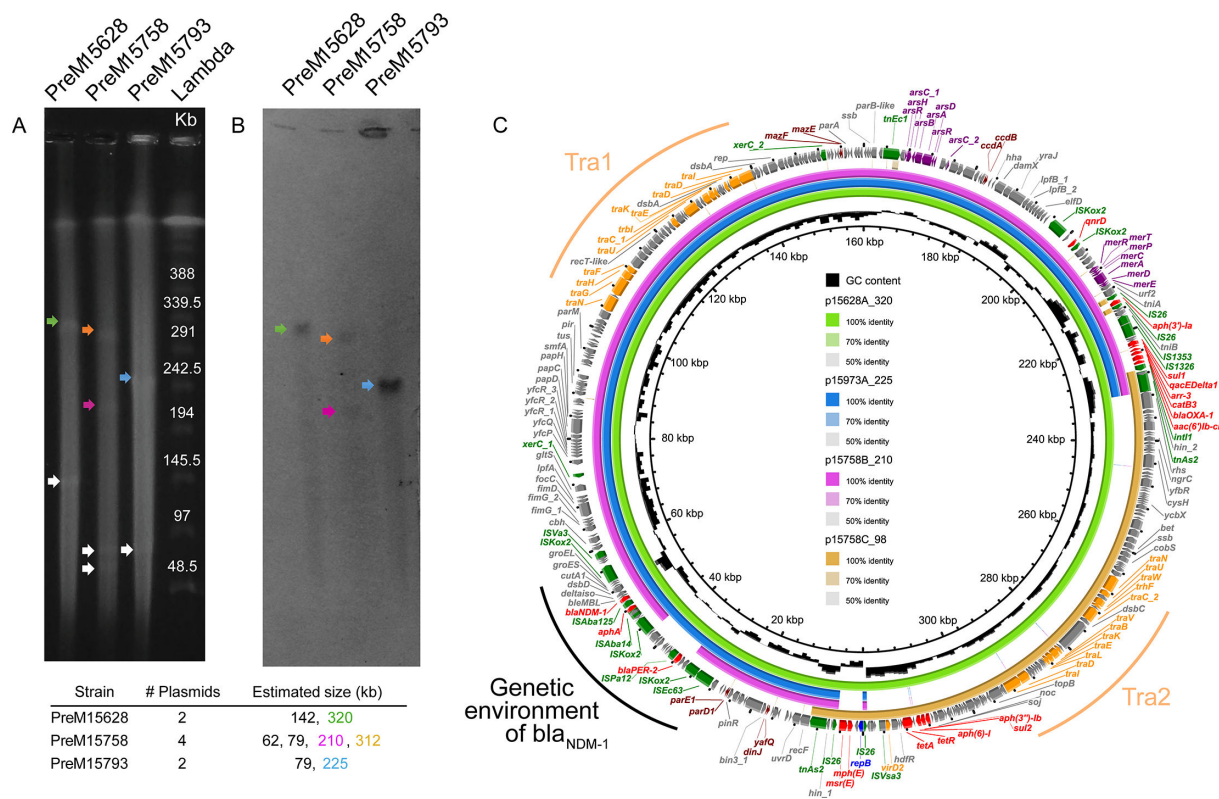 A
PreM15628
PreM15758
PreM15793
Lambda
Kb
388
339.5
291
242.5
194
145.5
97
48.5
B
PreM15628
PreM15758
PreM15793
Strain # Plasmids Estimated size (kb)
PreM15628 2 142, 320
PreM15758 4 62, 79, 210 , 312
PreM15793 2 79, 225
C
Tra1
Tra2
Genetic
environment
of bla NDM-1
GC content
p15628A_320
100% identity
70% identity
50% identity
p15973A_225
100% identity
70% identity
50% identity
p15758B_210
100% identity
70% identity
50% identity
p15758C_98
100% identity
70% identity
50% identity
20 kbp
40 kbp
60 kbp
80 kbp
100 kbp
120 kbp
140 kbp
160 kbp
180 kbp
200 kbp
220 kbp
240 kbp
260 kbp
280 kbp
300 kbp
parB-like
ssb
tnEc1
arsC_1
arsH
arsR
arsD
arsA
arsB
arsR
arsC_2
ccdB
ccdA
hha
damX
yraJ
lpfB_1
lpfB_2
elfD
ISKox2
qnrD
ISKox2
merR
merT
merP
merC
merA
merD
merE
urf2
tniA
IS26
aph(3')-Ia
IS26
tniB
IS1353
IS1326
sul1
qacEDelta1
arr-3
catB3
blaOXA-1
aac(6')Ib-c
intI1
hin_2
tnAs2
rhs
ngrC
yfbR
cysH
ycbX
bet
ssb
cobS
traN
traU
traW
trhF
traC_2
dsbC
traV
traB
traK
traE
traL
traD
traI
topB
noc
soj
aph(3")-Ib
sul2
aph(6)-I
tetR
tetA
hdfR
virD2
ISVsa3
IS26
repB
msr(E)
mph(E)
IS26
hin_1
tnAs2
recF
uvrD
yafQ
dinJ
bin3_1
pinR
parD1
parE1
ISEc63
ISKox2
ISPa12
blaPER-2
ISKox2
ISAba14
aphA
ISAba125
blaNDM-1
bleMBL
deltaiso
dsbD
cutA1
groES
groEL
ISKox2
ISVa3
cbh
fimG_1
fimG_2
fimD
focC
lpfA
gltS
xerC_1
yfcP
yfcQ
yfcR_1
yfcR_2
yfcR_3
papD
papC
papH
smfA
tus
pir
parM
traN
traG
traH
traF
recT-like
traU
traC_1
trbI
traE
traK
dsbA
traD
traD
traI
dsbA
rep
xerC_2
mazF
mazE
parA